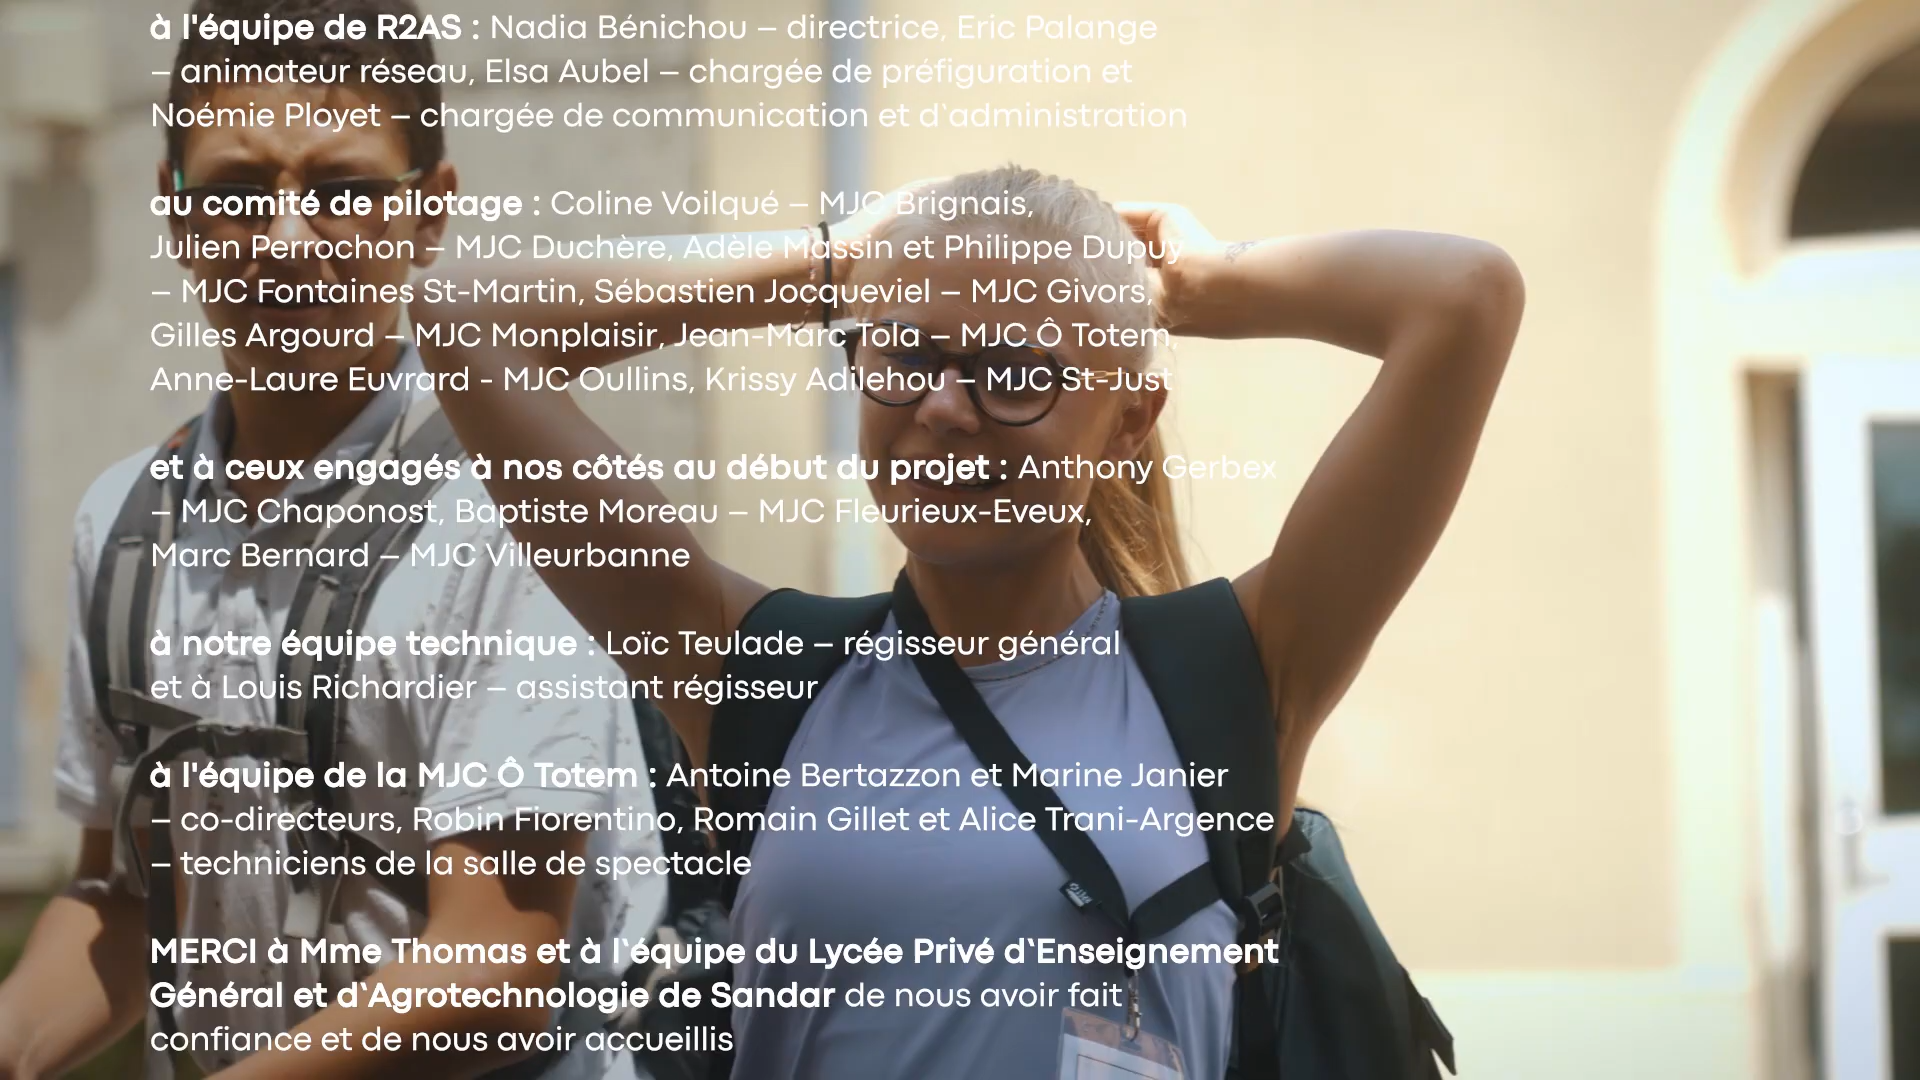 à l'équipe de R2AS : Nadia Bénichou – directrice, Eric Palange
– animateur réseau, Elsa Aubel – chargée de préfiguration et
Noémie Ployet – chargée de communication et d'administration
au comité de pilotage : Coline Voilqué – MJC Brignais,
Julien Perrochon – MJC Duchère, Adèle Massin et Philippe Dupuy
– MJC Fontaines St-Martin, Sébastien Jocqueviel – MJC Givors,
Gilles Argourd – MJC Monplaisir, Jean-Marc Tola – MJC Ô Totem,
Anne-Laure Euvrard - MJC Oullins, Krissy Adilehou – MJC St-Just
et à ceux engagés à nos côtés au début du projet : Anthony Gerbex
– MJC Chaponost, Baptiste Moreau – MJC Fleurieux-Eveux,
Marc Bernard – MJC Villeurbanne
à notre équipe technique : Loïc Teulade – régisseur général
et à Louis Richardier – assistant régisseur
à l'équipe de la MJC Ô Totem : Antoine Bertazzon et Marine Janier
– co-directeurs, Robin Fiorentino, Romain Gillet et Alice Trani-Argence
– techniciens de la salle de spectacle
MERCI à Mme Thomas et à l‛équipe du Lycée Privé d‛Enseignement
Général et d‛Agrotechnologie de Sandar de nous avoir fait
confiance et de nous avoir accueillis